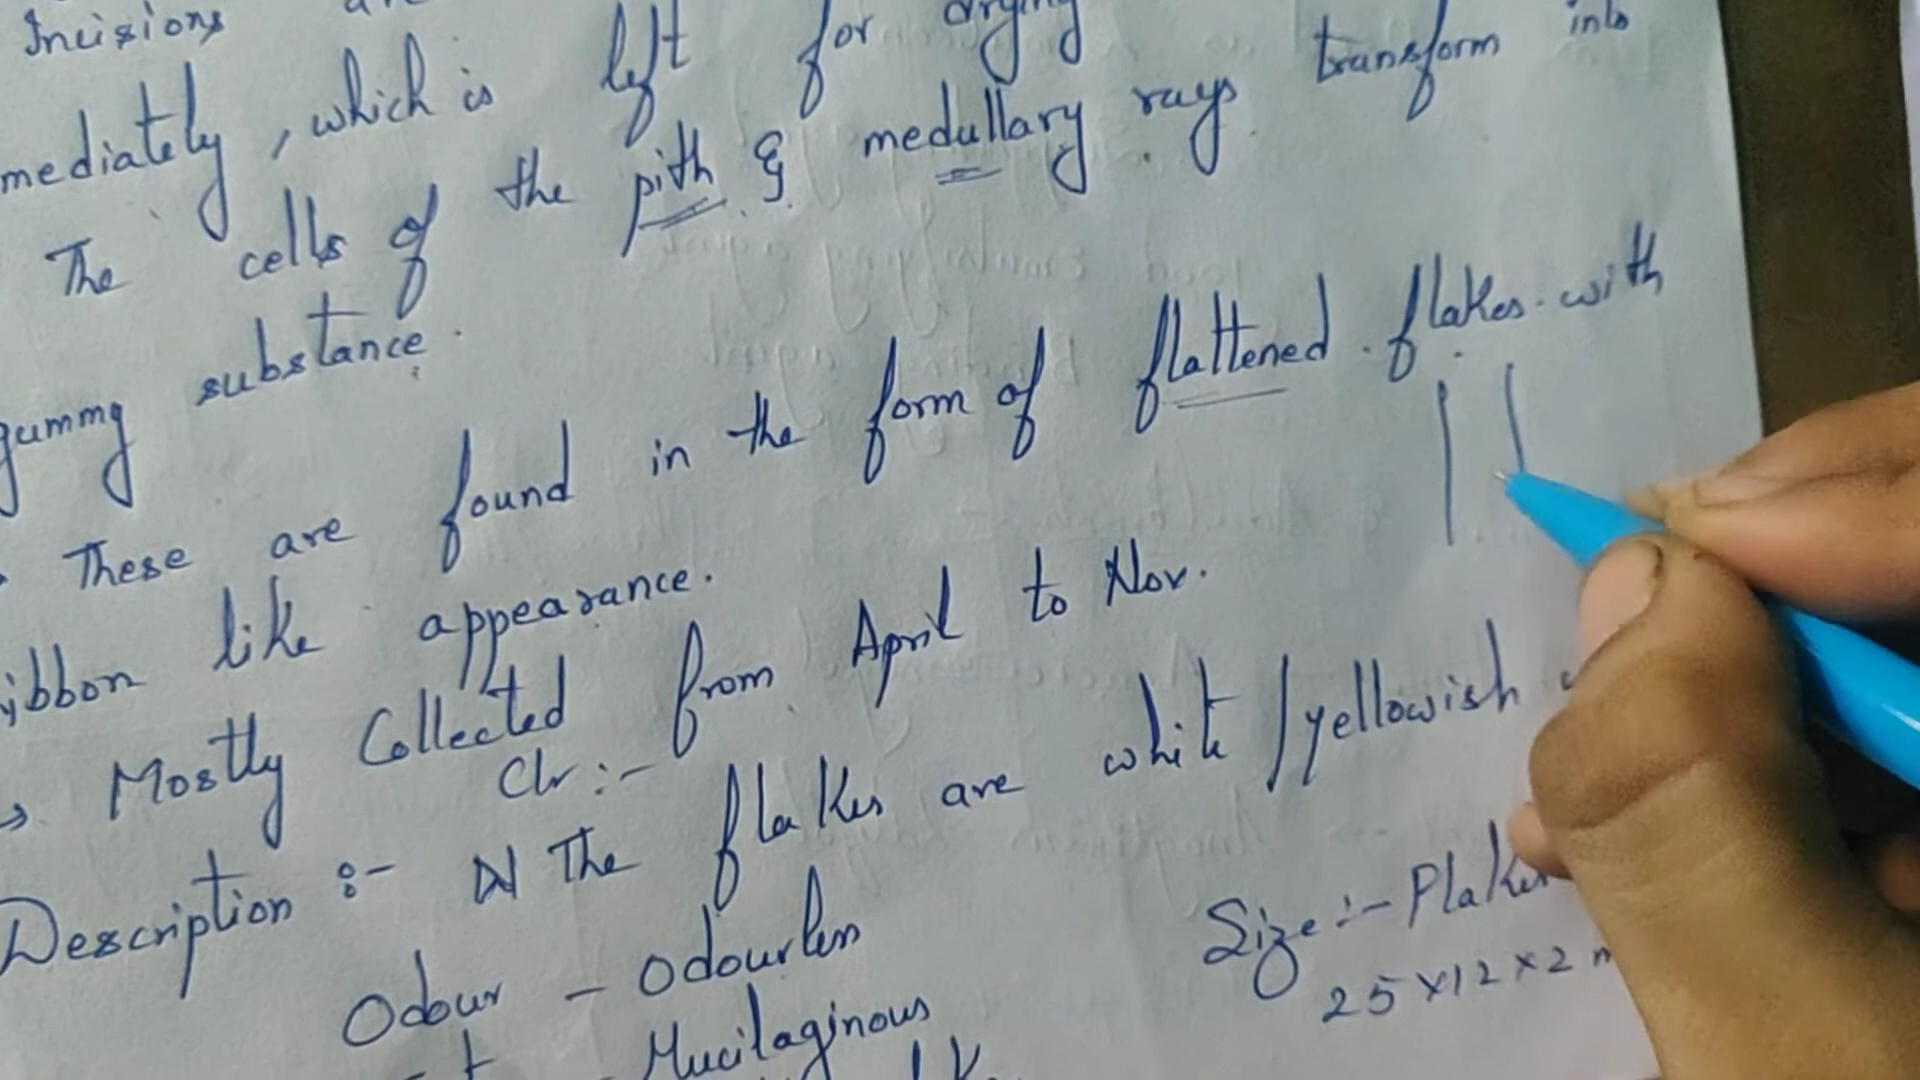 Incisions
mediately, which is left for drying
The cells of the pith & medullary rays transform into
gummy substance.
These are found in the form of flattened flakes with
ribbon like appearance.
→ Mostly Collected from April to Nov.
Clr :-
Description :- The flakes are white / yellowish
Odour - Odourless
Size :- Flakes
25 x 12 x 2
- Mucilaginous